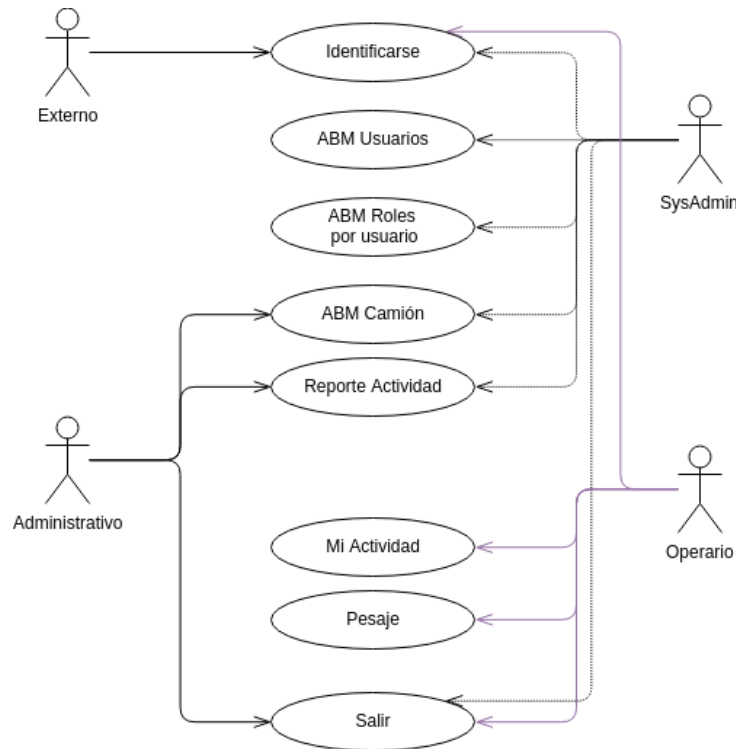 Identificarse
Externo
ABM Usuarios
SysAdmin
ABM Roles
por usuario
ABM Camión
Reporte Actividad
Administrativo
Mi Actividad
Operario
Pesaje
Salir